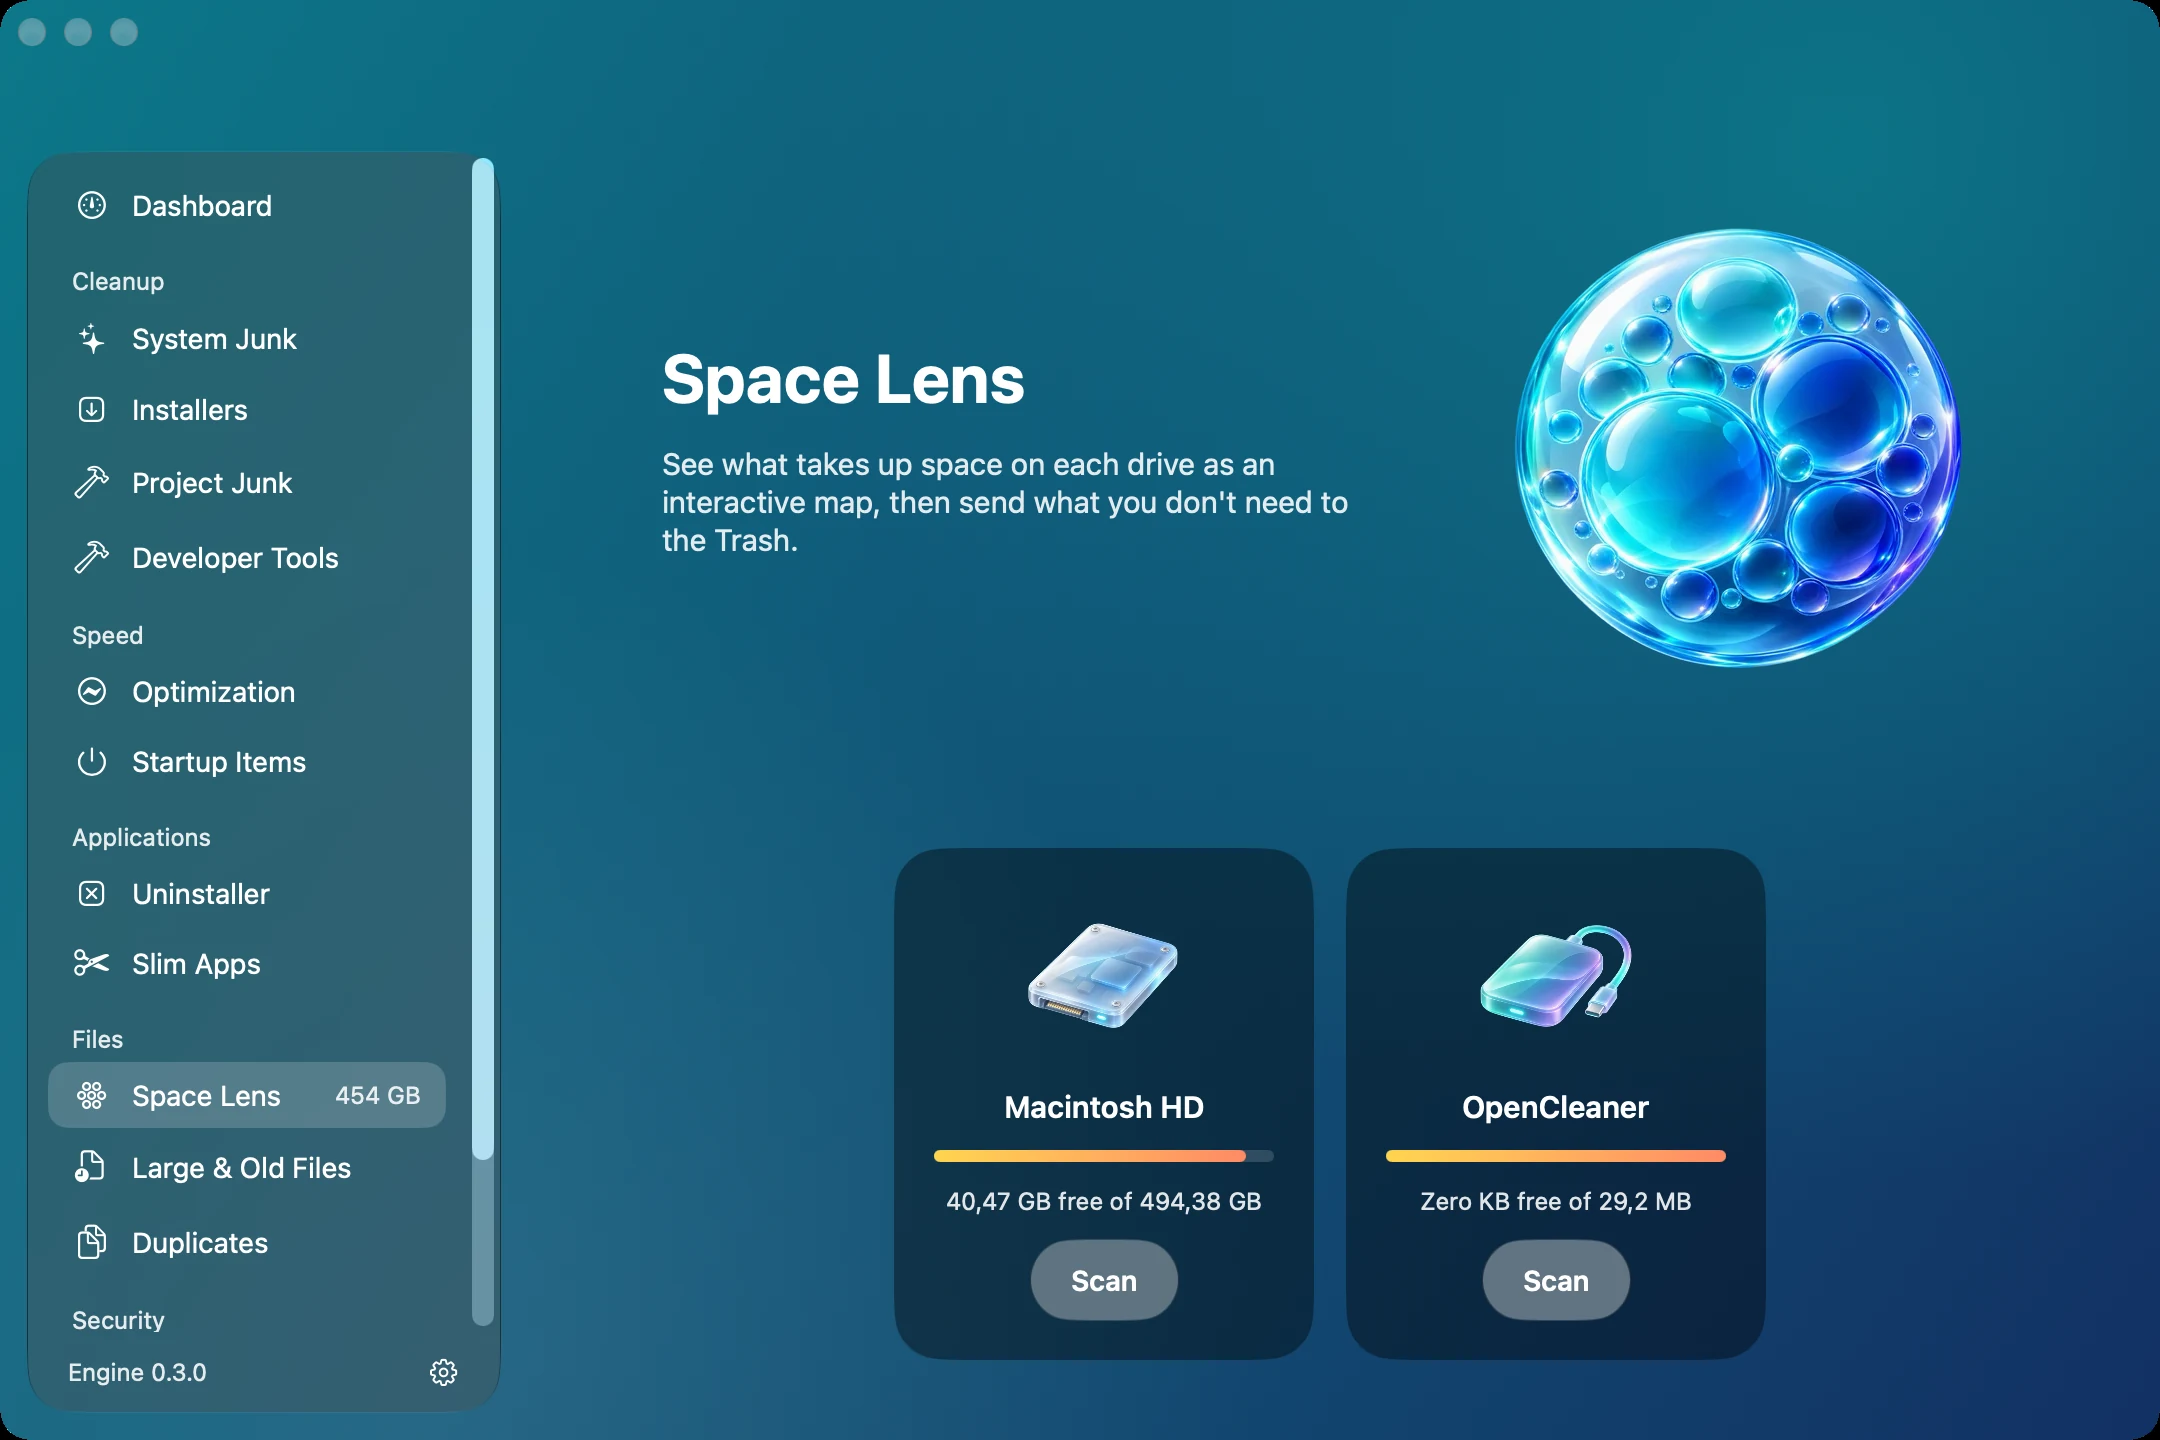 Dashboard
Cleanup
System Junk
Installers
Project Junk
Developer Tools
Speed
Optimization
Startup Items
Applications
Uninstaller
Slim Apps
Files
Space Lens 454 GB
Large & Old Files
Duplicates
Security
Engine 0.3.0
Space Lens
See what takes up space on each drive as an
interactive map, then send what you don't need to
the Trash.
Macintosh HD
40,47 GB free of 494,38 GB
Scan
OpenCleaner
Zero KB free of 29,2 MB
Scan